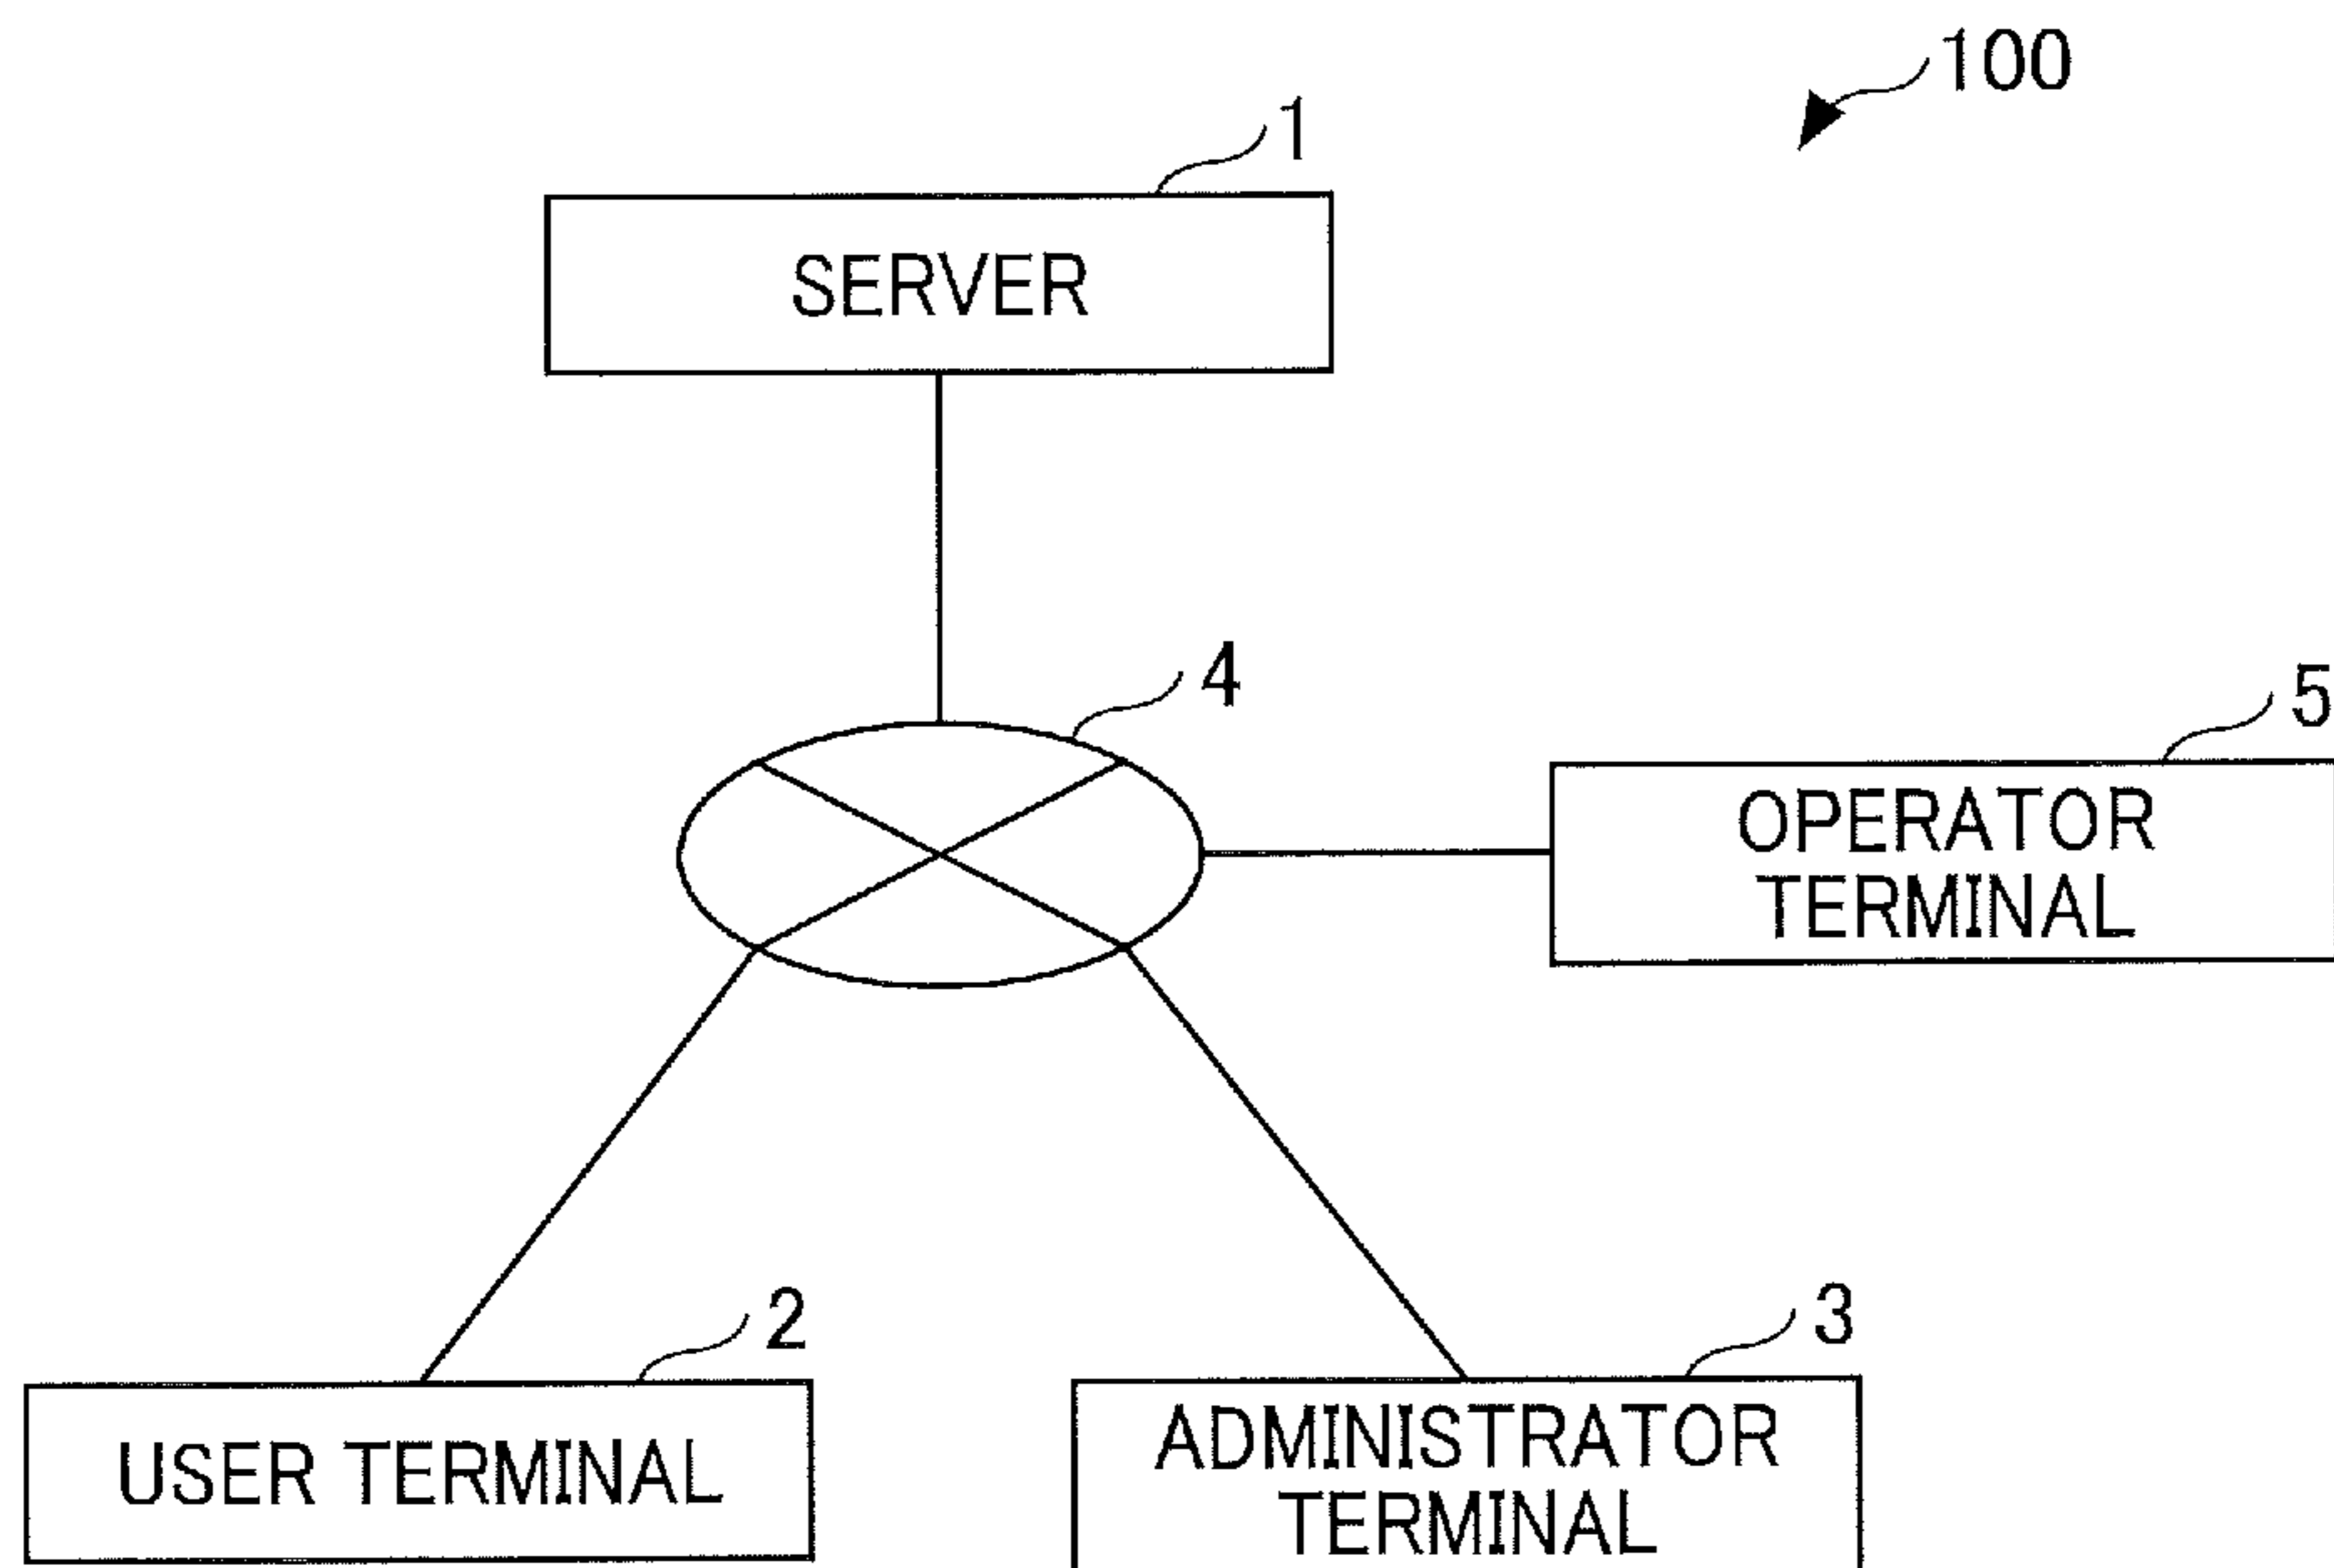 100
1
SERVER
4
5
OPERATOR
TERMINAL
2
3
USER TERMINAL
ADMINISTRATOR
TERMINAL